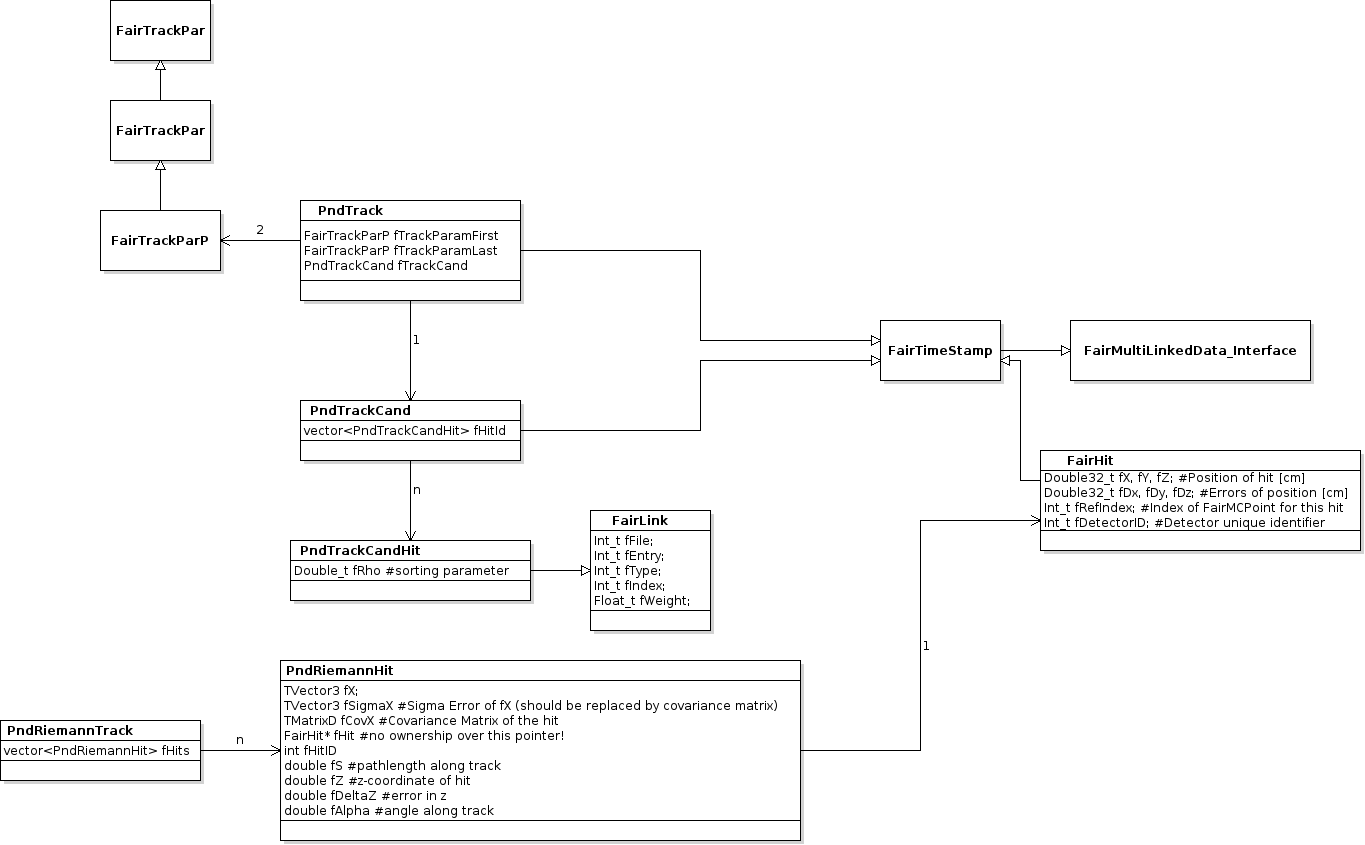 FairTrackPar
FairTrackPar
FairTrackParP
2
PndTrack
FairTrackParP fTrackParamFirst
FairTrackParP fTrackParamLast
PndTrackCand fTrackCand
1
FairTimeStamp
FairMultiLinkedData_Interface
PndTrackCand
vector<PndTrackCandHit> fHitId
n
FairHit
Double32_t fX, fY, fZ; #Position of hit [cm]
Double32_t fDx, fDy, fDz; #Errors of position [cm]
Int_t fRefIndex; #Index of FairMCPoint for this hit
Int_t fDetectorID; #Detector unique identifier
PndTrackCandHit
Double_t fRho #sorting parameter
FairLink
Int_t fFile;
Int_t fEntry;
Int_t fType;
Int_t fIndex;
Float_t fWeight;
1
PndRiemannTrack
vector<PndRiemannHit> fHits
n
PndRiemannHit
TVector3 fX;
TVector3 fSigmaX #Sigma Error of fX (should be replaced by covariance matrix)
TMatrixD fCovX #Covariance Matrix of the hit
FairHit* fHit #no ownership over this pointer!
int fHitID
double fS #pathlength along track
double fZ #z-coordinate of hit
double fDeltaZ #error in z
double fAlpha #angle along track